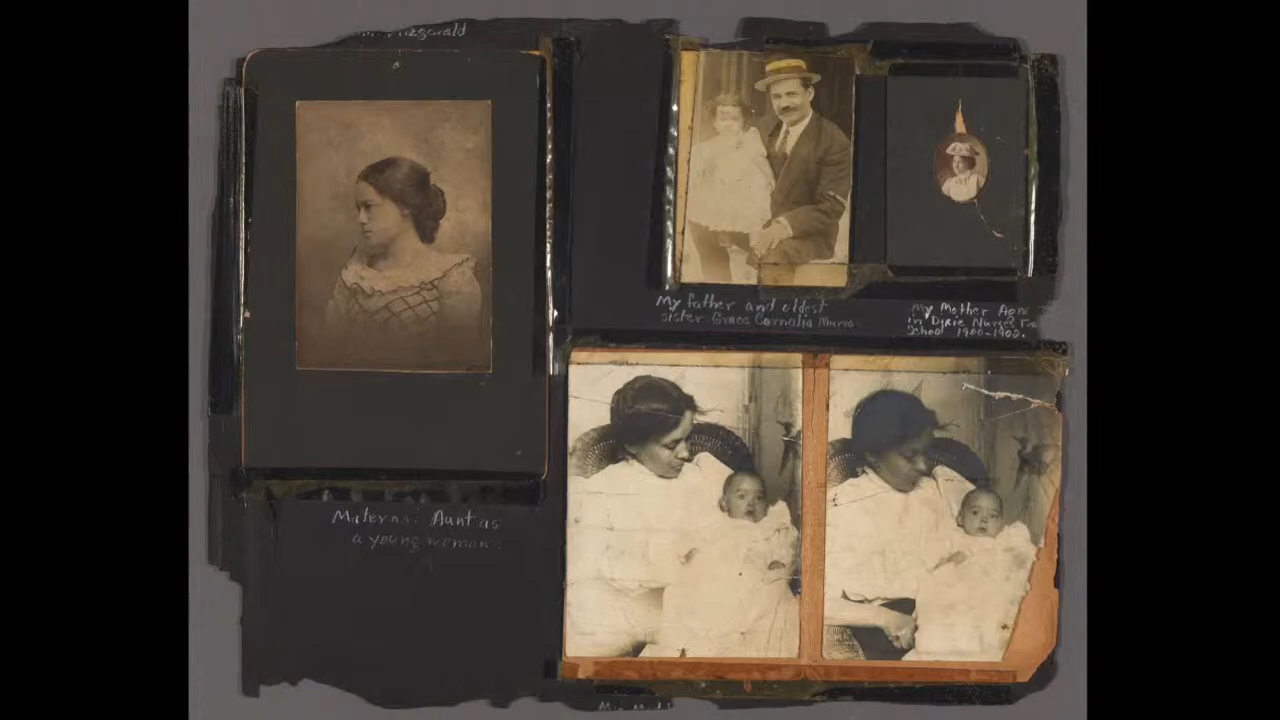 My father and oldest
sister Grace Cornelia
My Mother
in Dixie Nurses
School 1900-1902.
Maternal Aunt as
a young woman